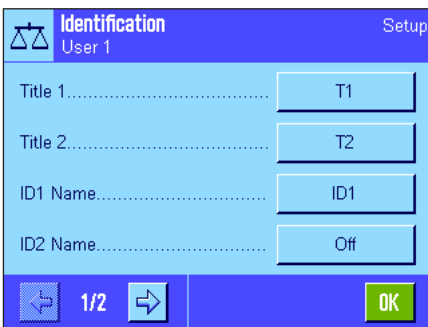 Identification
Setup
User 1
Title 1.................................. T1
Title 2.................................. T2
ID1 Name............................. ID1
ID2 Name............................. Off
1/2
OK